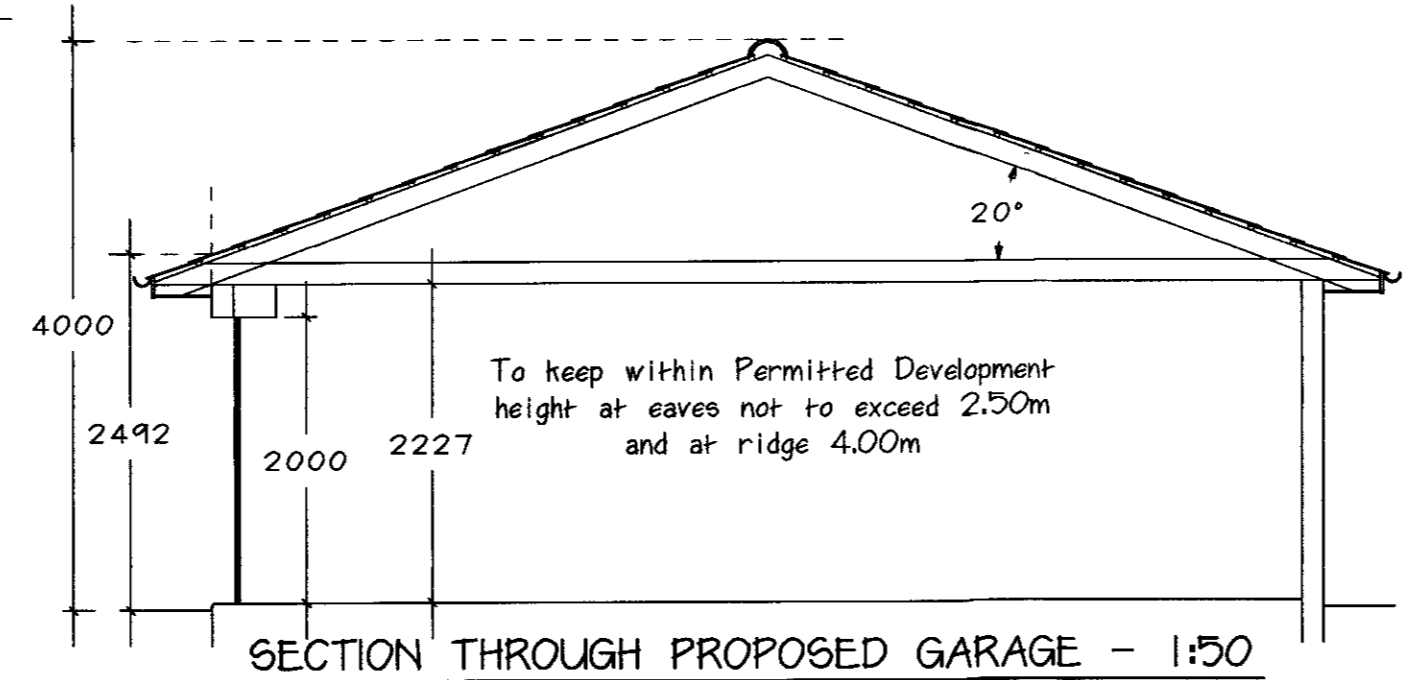 4000
2492
2000
2227
20°
To keep within Permitted Development
height at eaves not to exceed 2.50m
and at ridge 4.00m
SECTION THROUGH PROPOSED GARAGE - 1:50